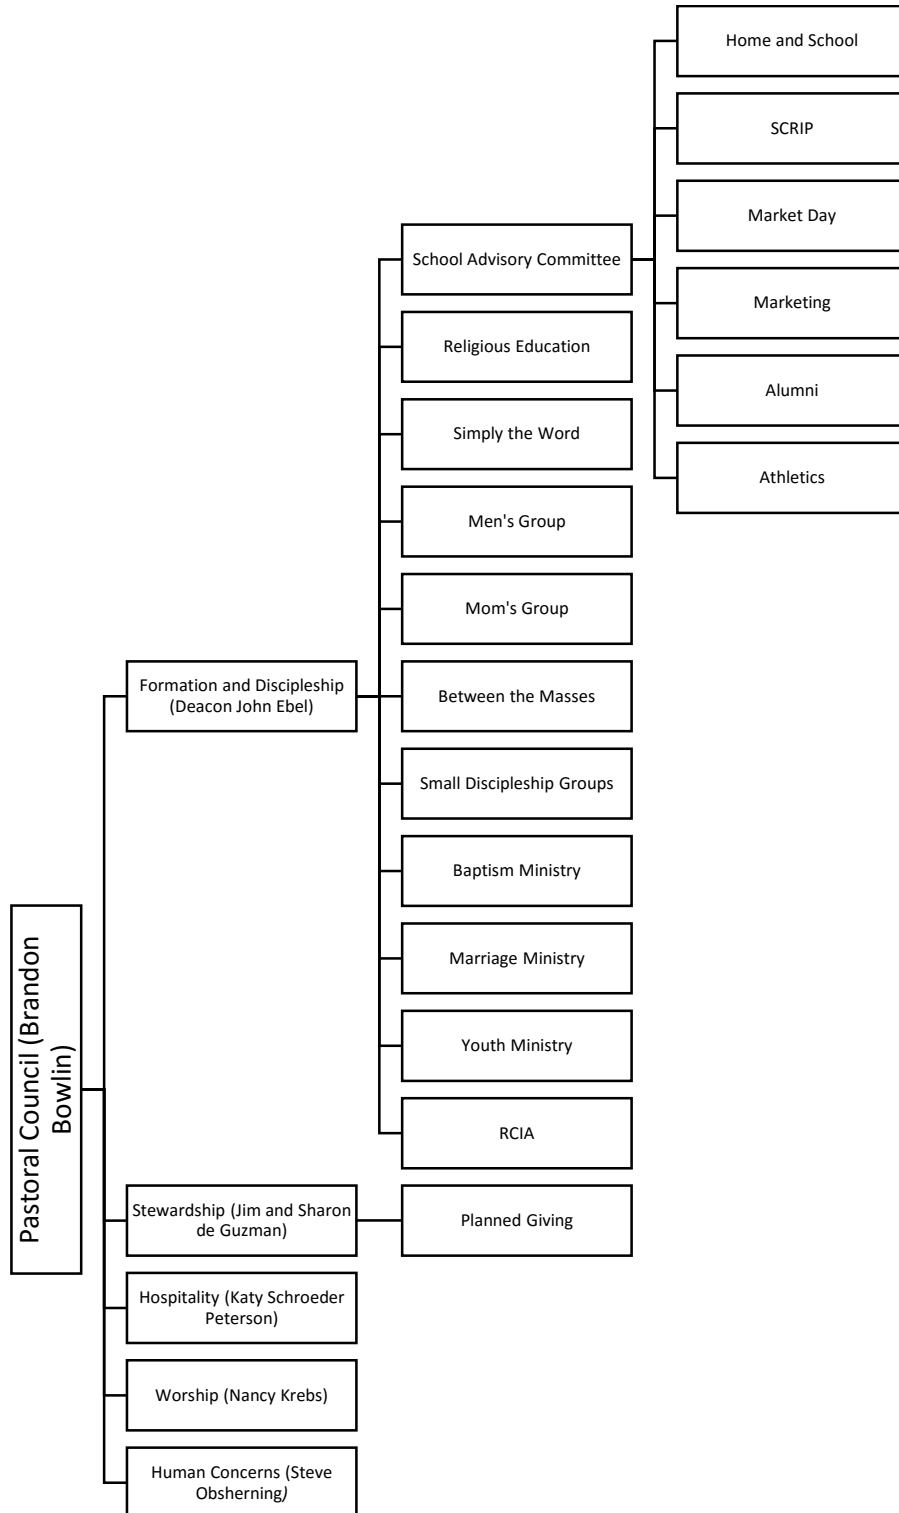 Home and School
SCRIP
Market Day
Marketing
Alumni
Athletics
School Advisory Committee
Religious Education
Simply the Word
Men's Group
Mom's Group
Between the Masses
Small Discipleship Groups
Baptism Ministry
Marriage Ministry
Youth Ministry
RCIA
Formation and Discipleship
(Deacon John Ebel)
Pastoral Council (Brandon
Bowlin)
Stewardship (Jim and Sharon
de Guzman)
Planned Giving
Hospitality (Katy Schroeder
Peterson)
Worship (Nancy Krebs)
Human Concerns (Steve
Obsherning)